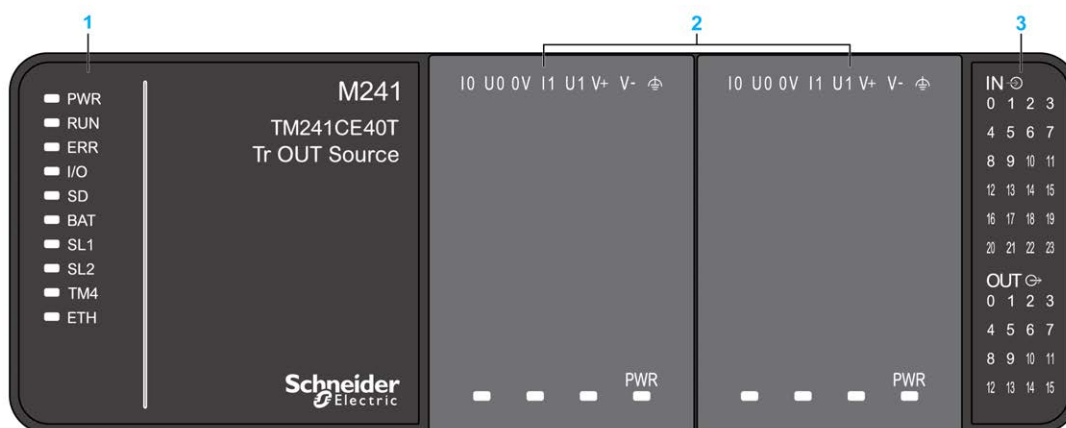 1
2
3
PWR
RUN
ERR
I/O
SD
BAT
SL1
SL2
TM4
ETH
M241
TM241CE40T
Tr OUT Source
Schneider
Electric
I0 U0 0V I1 U1 V+ V-
PWR
I0 U0 0V I1 U1 V+ V-
PWR
IN
0 1 2 3
4 5 6 7
8 9 10 11
12 13 14 15
16 17 18 19
20 21 22 23
OUT
0 1 2 3
4 5 6 7
8 9 10 11
12 13 14 15